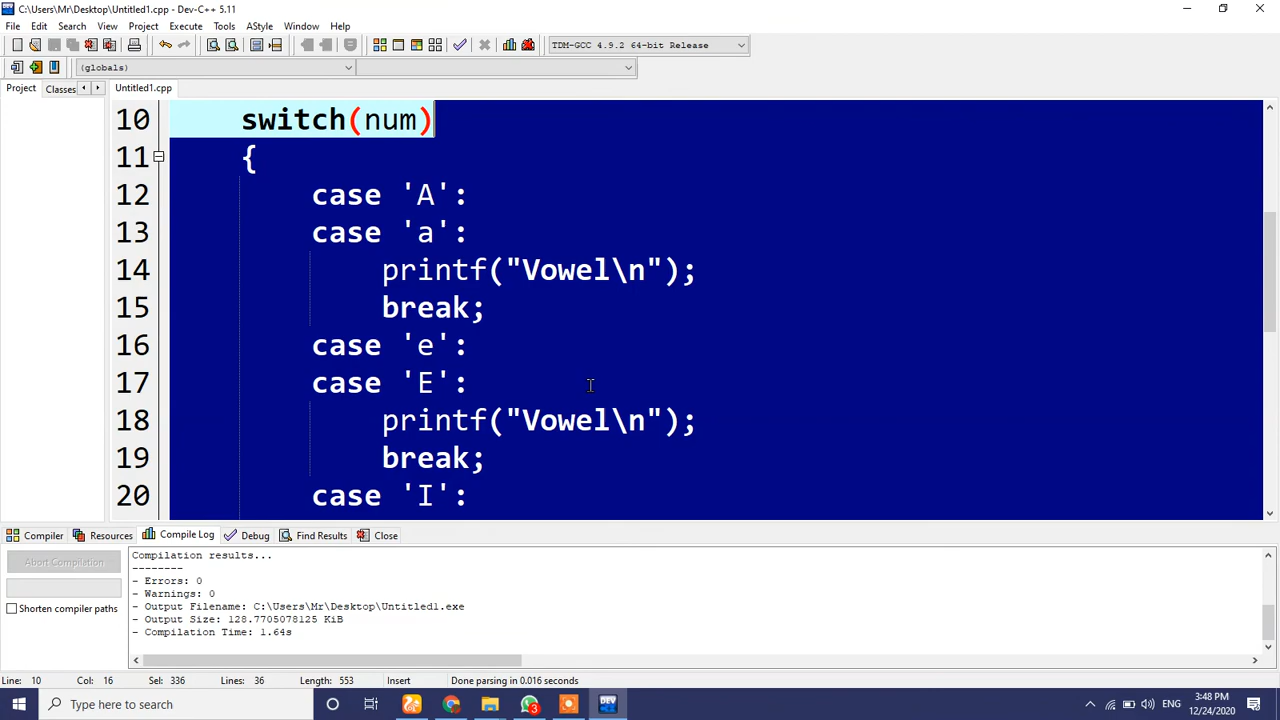 C:\Users\Mr\Desktop\Untitled1.cpp - Dev-C++ 5.11
File Edit Search View Project Execute Tools AStyle Window Help
TDM-GCC 4.9.2 64-bit Release
(globals)
Project Classes Untitled1.cpp
10 switch(num)
11 {
12 case 'A':
13 case 'a':
14 printf("Vowel\n");
15 break;
16 case 'e':
17 case 'E':
18 printf("Vowel\n");
19 break;
20 case 'I':
Compiler Resources Compile Log Debug Find Results Close
Abort Compilation
Shorten compiler paths
Compilation results...
--------
- Errors: 0
- Warnings: 0
- Output Filename: C:\Users\Mr\Desktop\Untitled1.exe
- Output Size: 128.7705078125 KiB
- Compilation Time: 1.64s
Line: 10 Col: 16 Sel: 336 Lines: 36 Length: 553 Insert Done parsing in 0.016 seconds
Type here to search
3
DEV
ENG
3:48 PM
12/24/2020